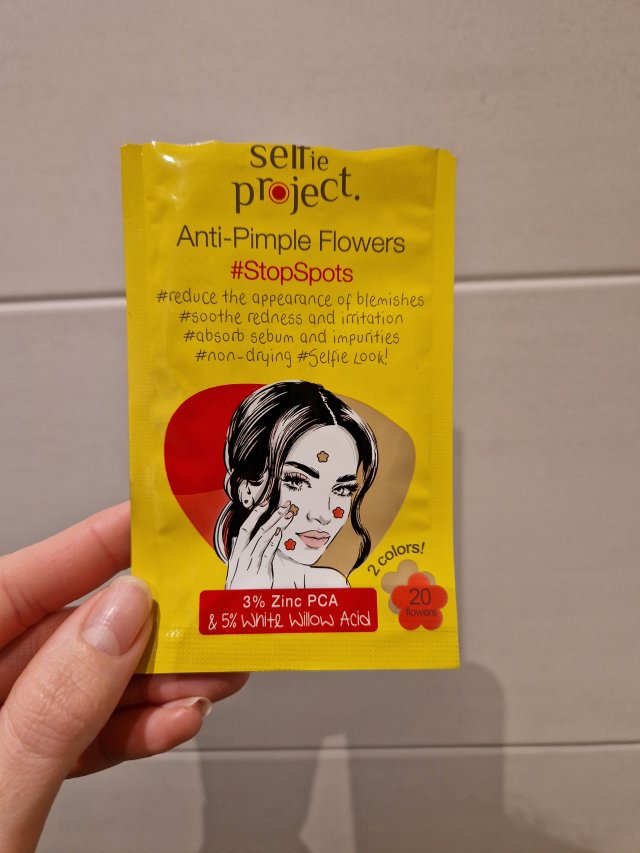 selfie
project.
Anti-Pimple Flowers
#StopSpots
#reduce the appearance of blemishes
#soothe redness and irritation
#absorb sebum and impurities
#non-drying #Selfie Look!
2 colors!
20
flowers
3% Zinc PCA
& 5% White Willow Acid